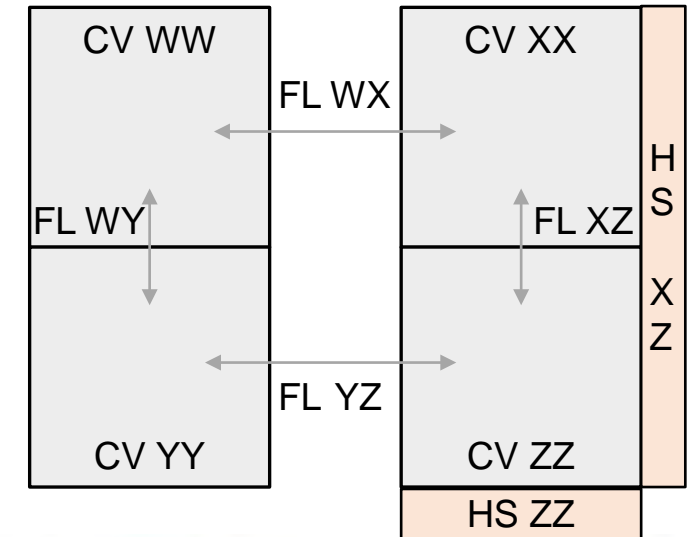 CV WW
CV XX
FL WX
FL WY
FL XZ
H
S
X
Z
FL YZ
CV YY
CV ZZ
HS ZZ